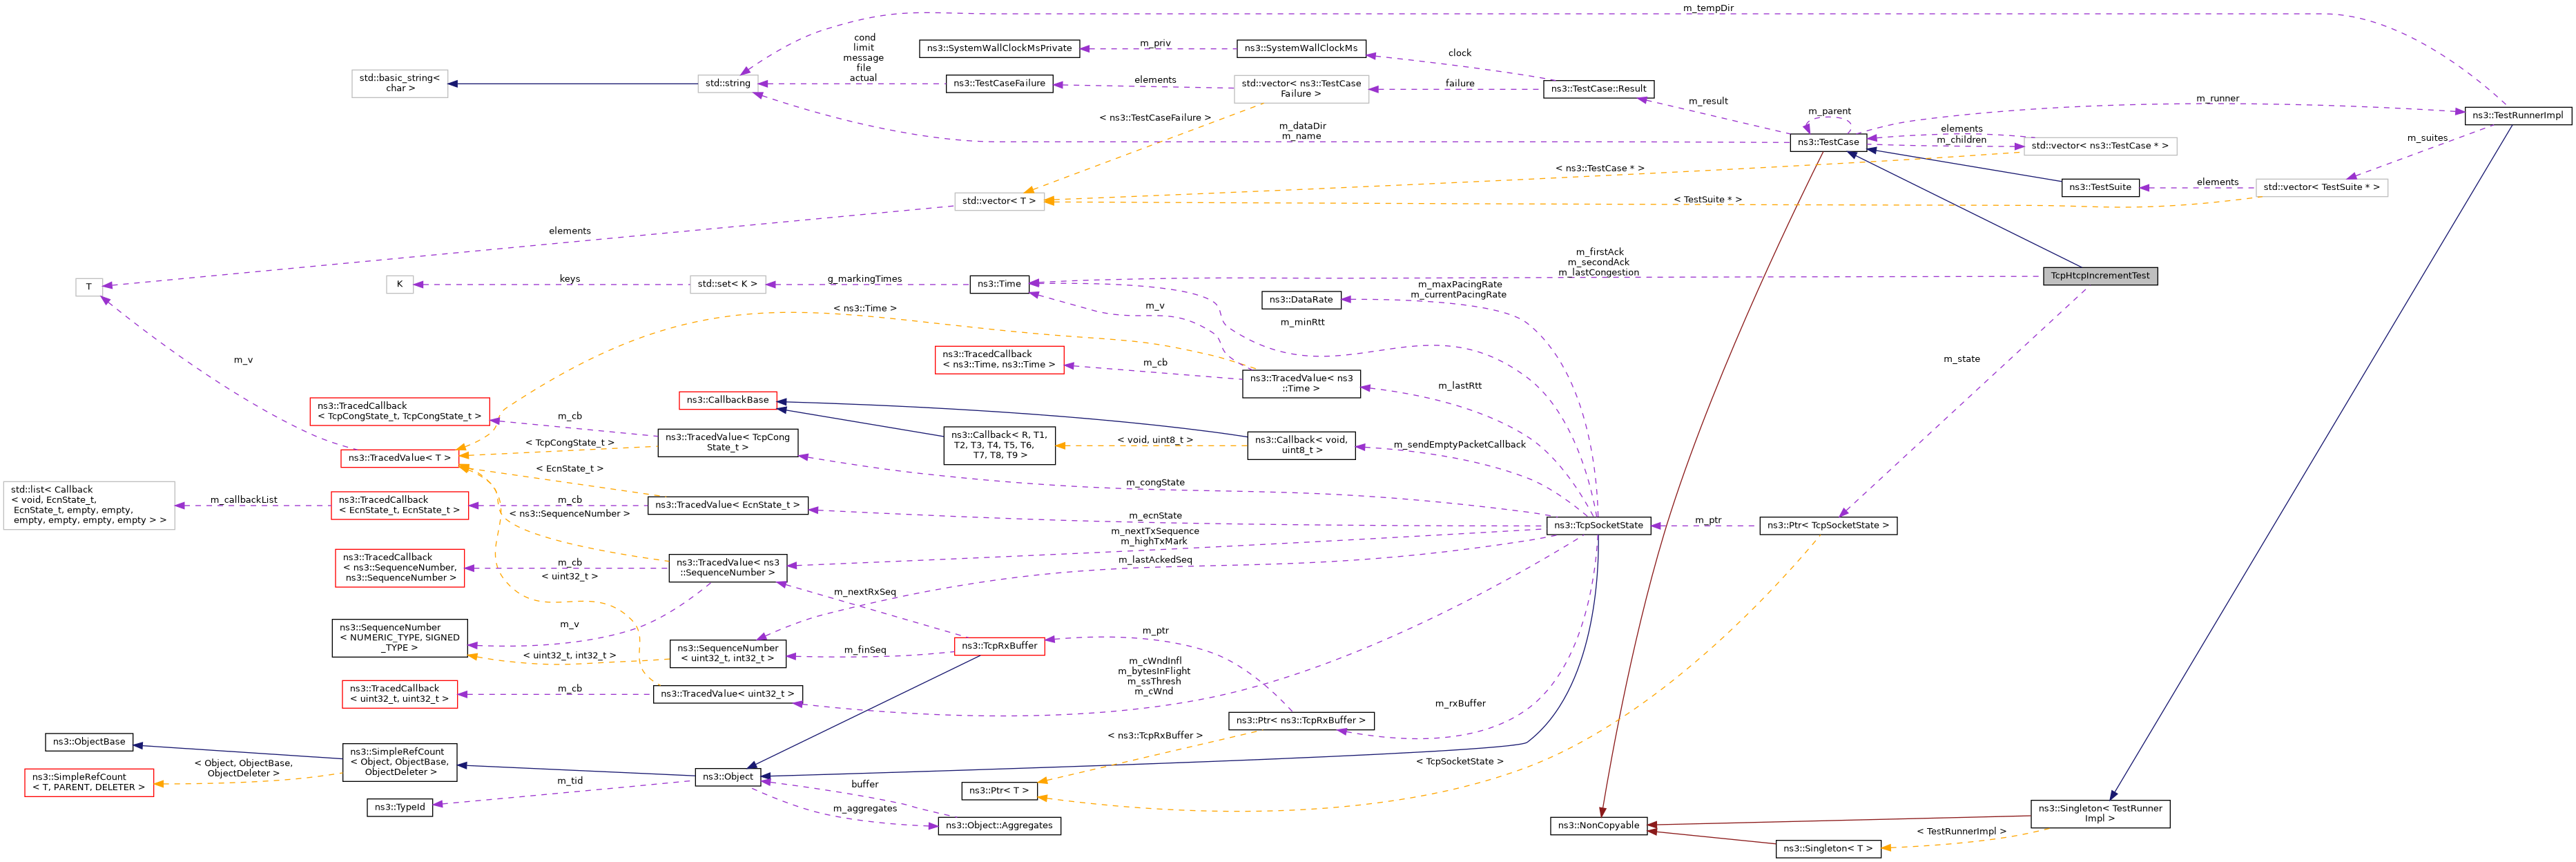 m_tempDir
cond
limit
message
file
actual
ns3::SystemWallClockMsPrivate
m_priv
ns3::SystemWallClockMs
clock
std::basic_string<
char >
std::string
ns3::TestCaseFailure
elements
std::vector< ns3::TestCase
Failure >
failure
ns3::TestCase::Result
m_result
m_parent
m_runner
ns3::TestRunnerImpl
< ns3::TestCaseFailure >
m_dataDir
m_name
ns3::TestCase
elements
m_children
std::vector< ns3::TestCase * >
m_suites
< ns3::TestCase * >
ns3::TestSuite
elements
std::vector< TestSuite * >
std::vector< T >
< TestSuite * >
elements
m_firstAck
m_secondAck
m_lastCongestion
TcpHtcpIncrementTest
T
K
keys
std::set< K >
g_markingTimes
ns3::Time
m_maxPacingRate
m_currentPacingRate
ns3::DataRate
m_v
< ns3::Time >
m_minRtt
m_v
ns3::TracedCallback
< ns3::Time, ns3::Time >
m_cb
ns3::TracedValue< ns3
::Time >
m_lastRtt
m_state
ns3::TracedCallback
< TcpCongState_t, TcpCongState_t >
m_cb
ns3::CallbackBase
ns3::TracedValue< TcpCong
State_t >
< TcpCongState_t >
ns3::Callback< R, T1,
T2, T3, T4, T5, T6,
T7, T8, T9 >
< void, uint8_t >
ns3::Callback< void,
uint8_t >
m_sendEmptyPacketCallback
ns3::TracedValue< T >
< EcnState_t >
m_congState
std::list< Callback
< void, EcnState_t,
EcnState_t, empty, empty,
empty, empty, empty, empty > >
m_callbackList
ns3::TracedCallback
< EcnState_t, EcnState_t >
m_cb
ns3::TracedValue< EcnState_t >
< ns3::SequenceNumber >
m_ecnState
ns3::TcpSocketState
m_ptr
ns3::Ptr< TcpSocketState >
m_nextTxSequence
m_highTxMark
m_lastAckedSeq
ns3::TracedCallback
< ns3::SequenceNumber,
ns3::SequenceNumber >
m_cb
< uint32_t >
ns3::TracedValue< ns3
::SequenceNumber >
m_nextRxSeq
ns3::SequenceNumber
< NUMERIC_TYPE, SIGNED
_TYPE >
m_v
< uint32_t, int32_t >
ns3::SequenceNumber
< uint32_t, int32_t >
m_finSeq
ns3::TcpRxBuffer
m_ptr
m_cWndInfl
m_bytesInFlight
m_ssThresh
m_cWnd
ns3::TracedCallback
< uint32_t, uint32_t >
m_cb
ns3::TracedValue< uint32_t >
m_rxBuffer
ns3::Ptr< ns3::TcpRxBuffer >
< ns3::TcpRxBuffer >
< TcpSocketState >
ns3::ObjectBase
ns3::SimpleRefCount
< T, PARENT, DELETER >
< Object, ObjectBase,
ObjectDeleter >
ns3::SimpleRefCount
< Object, ObjectBase,
ObjectDeleter >
ns3::TypeId
m_tid
ns3::Object
buffer
m_aggregates
ns3::Object::Aggregates
ns3::Ptr< T >
ns3::NonCopyable
ns3::Singleton< T >
< TestRunnerImpl >
ns3::Singleton< TestRunner
Impl >